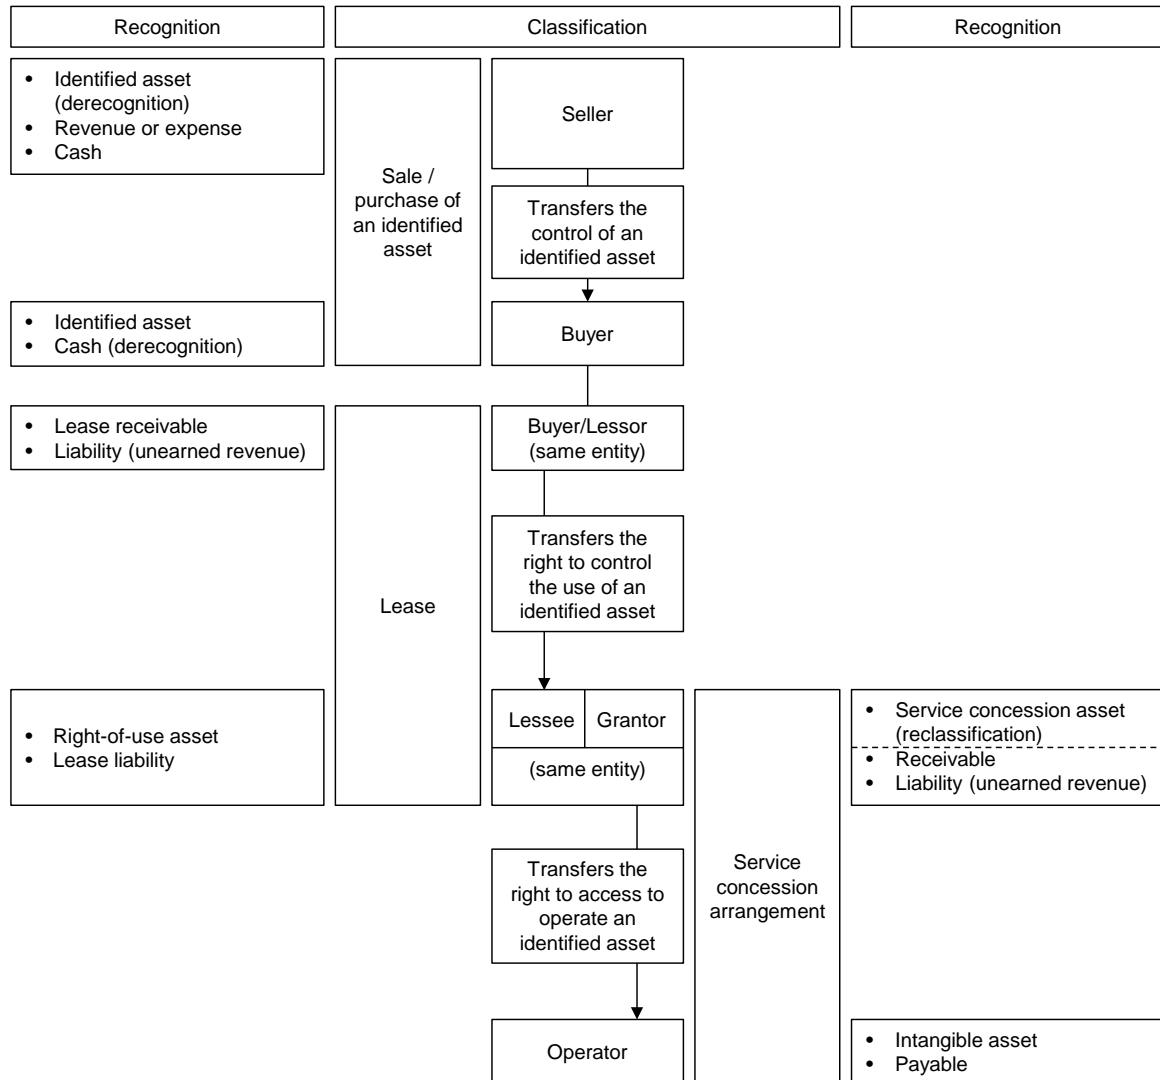 Recognition
Classification
Recognition
• Identified asset
(derecognition)
• Revenue or expense
• Cash
Sale /
purchase of
an identified
asset
Seller
Transfers the
control of an
identified asset
• Identified asset
• Cash (derecognition)
Buyer
• Lease receivable
• Liability (unearned revenue)
Lease
Buyer/Lessor
(same entity)
Transfers the
right to control
the use of an
identified asset
• Right-of-use asset
• Lease liability
Lessee
Grantor
(same entity)
Service
concession
arrangement
• Service concession asset
(reclassification)
• Receivable
• Liability (unearned revenue)
Transfers the
right to access to
operate an
identified asset
Operator
• Intangible asset
• Payable